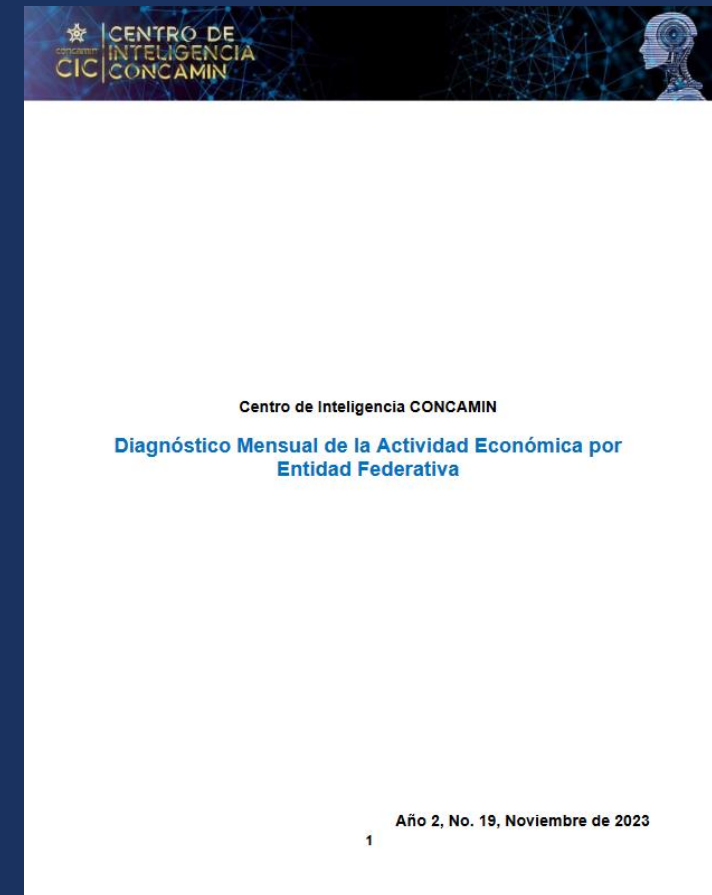 concamin
CIC
CENTRO DE
INTELIGENCIA
CONCAMIN
Centro de Inteligencia CONCAMIN
Diagnóstico Mensual de la Actividad Económica por
Entidad Federativa
Año 2, No. 19, Noviembre de 2023
1